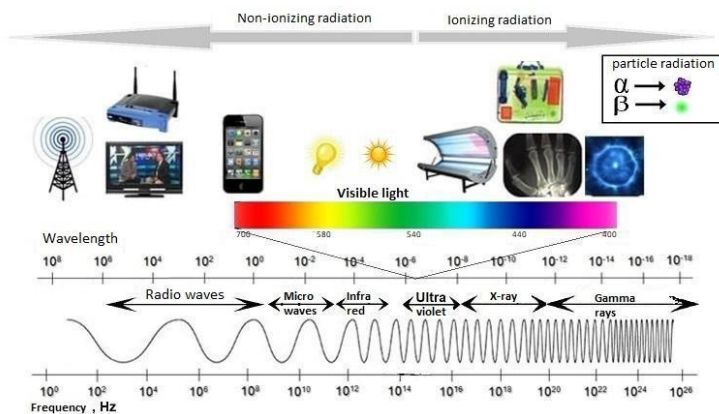 Non-ionizing radiation Ionizing radiation
particle radiation
α
β
Visible light
700 580 540 440 400
Wavelength
10⁸ 10⁶ 10⁴ 10² 10⁰ 10⁻² 10⁻⁴ 10⁻⁶ 10⁻⁸ 10⁻¹⁰ 10⁻¹² 10⁻¹⁴ 10⁻¹⁶ 10⁻¹⁸
Radio waves Micro waves Infra red Ultra violet X-ray Gamma rays
10⁰ 10² 10⁴ 10⁶ 10⁸ 10¹⁰ 10¹² 10¹⁴ 10¹⁶ 10¹⁸ 10²⁰ 10²² 10²⁴ 10²⁶
Frequency , Hz